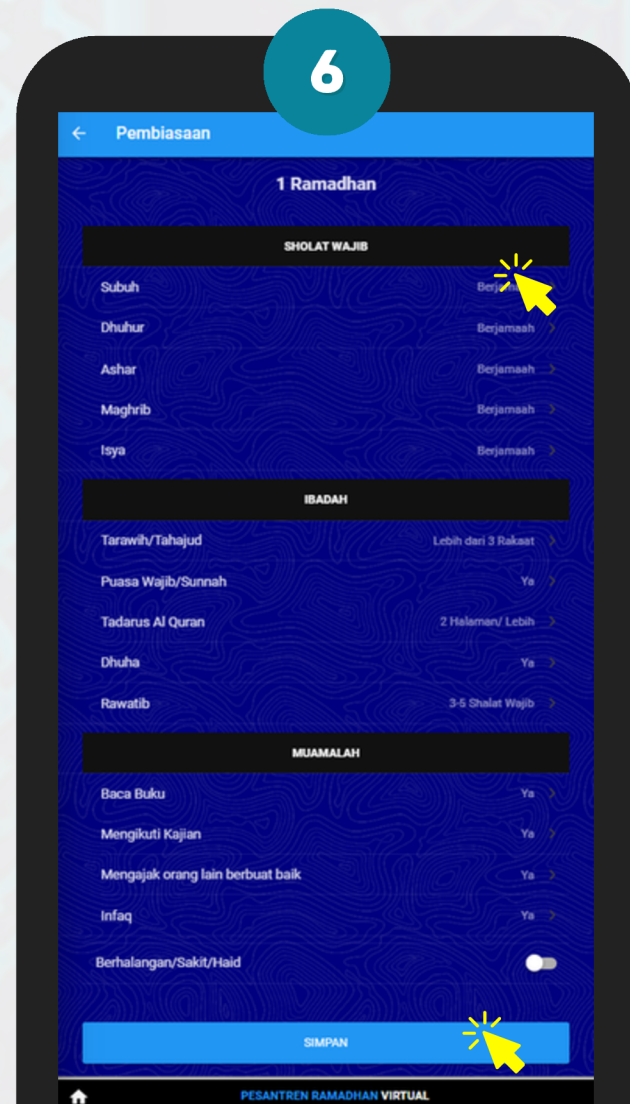 6
Pembiasaan
1 Ramadhan
SHOLAT WAJIB
Subuh
Dhuhur Berjamaah
Ashar Berjamaah
Maghrib Berjamaah
Isya Berjamaah
IBADAH
Tarawih/Tahajud Lebih dari 3 Rakaat
Puasa Wajib/Sunnah Ya
Tadarus Al Quran 2 Halaman/ Lebih
Dhuha Ya
Rawatib 3-5 Shalat Wajib
MUAMALAH
Baca Buku Ya
Mengikuti Kajian Ya
Mengajak orang lain berbuat baik Ya
Infaq Ya
Berhalangan/Sakit/Haid
SIMPAN
PESANTREN RAMADHAN VIRTUAL